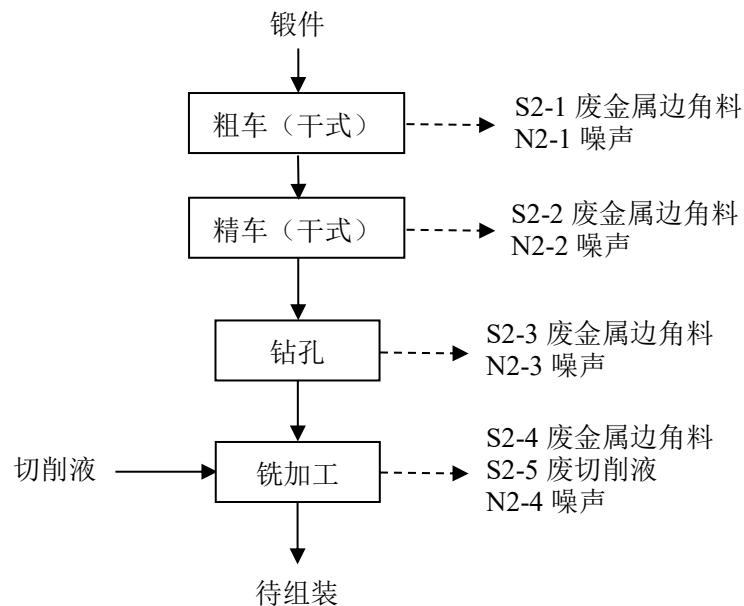 锻件
粗车（干式）
S2-1 废金属边角料
N2-1 噪声
精车（干式）
S2-2 废金属边角料
N2-2 噪声
钻孔
S2-3 废金属边角料
N2-3 噪声
切削液
铣加工
S2-4 废金属边角料
S2-5 废切削液
N2-4 噪声
待组装